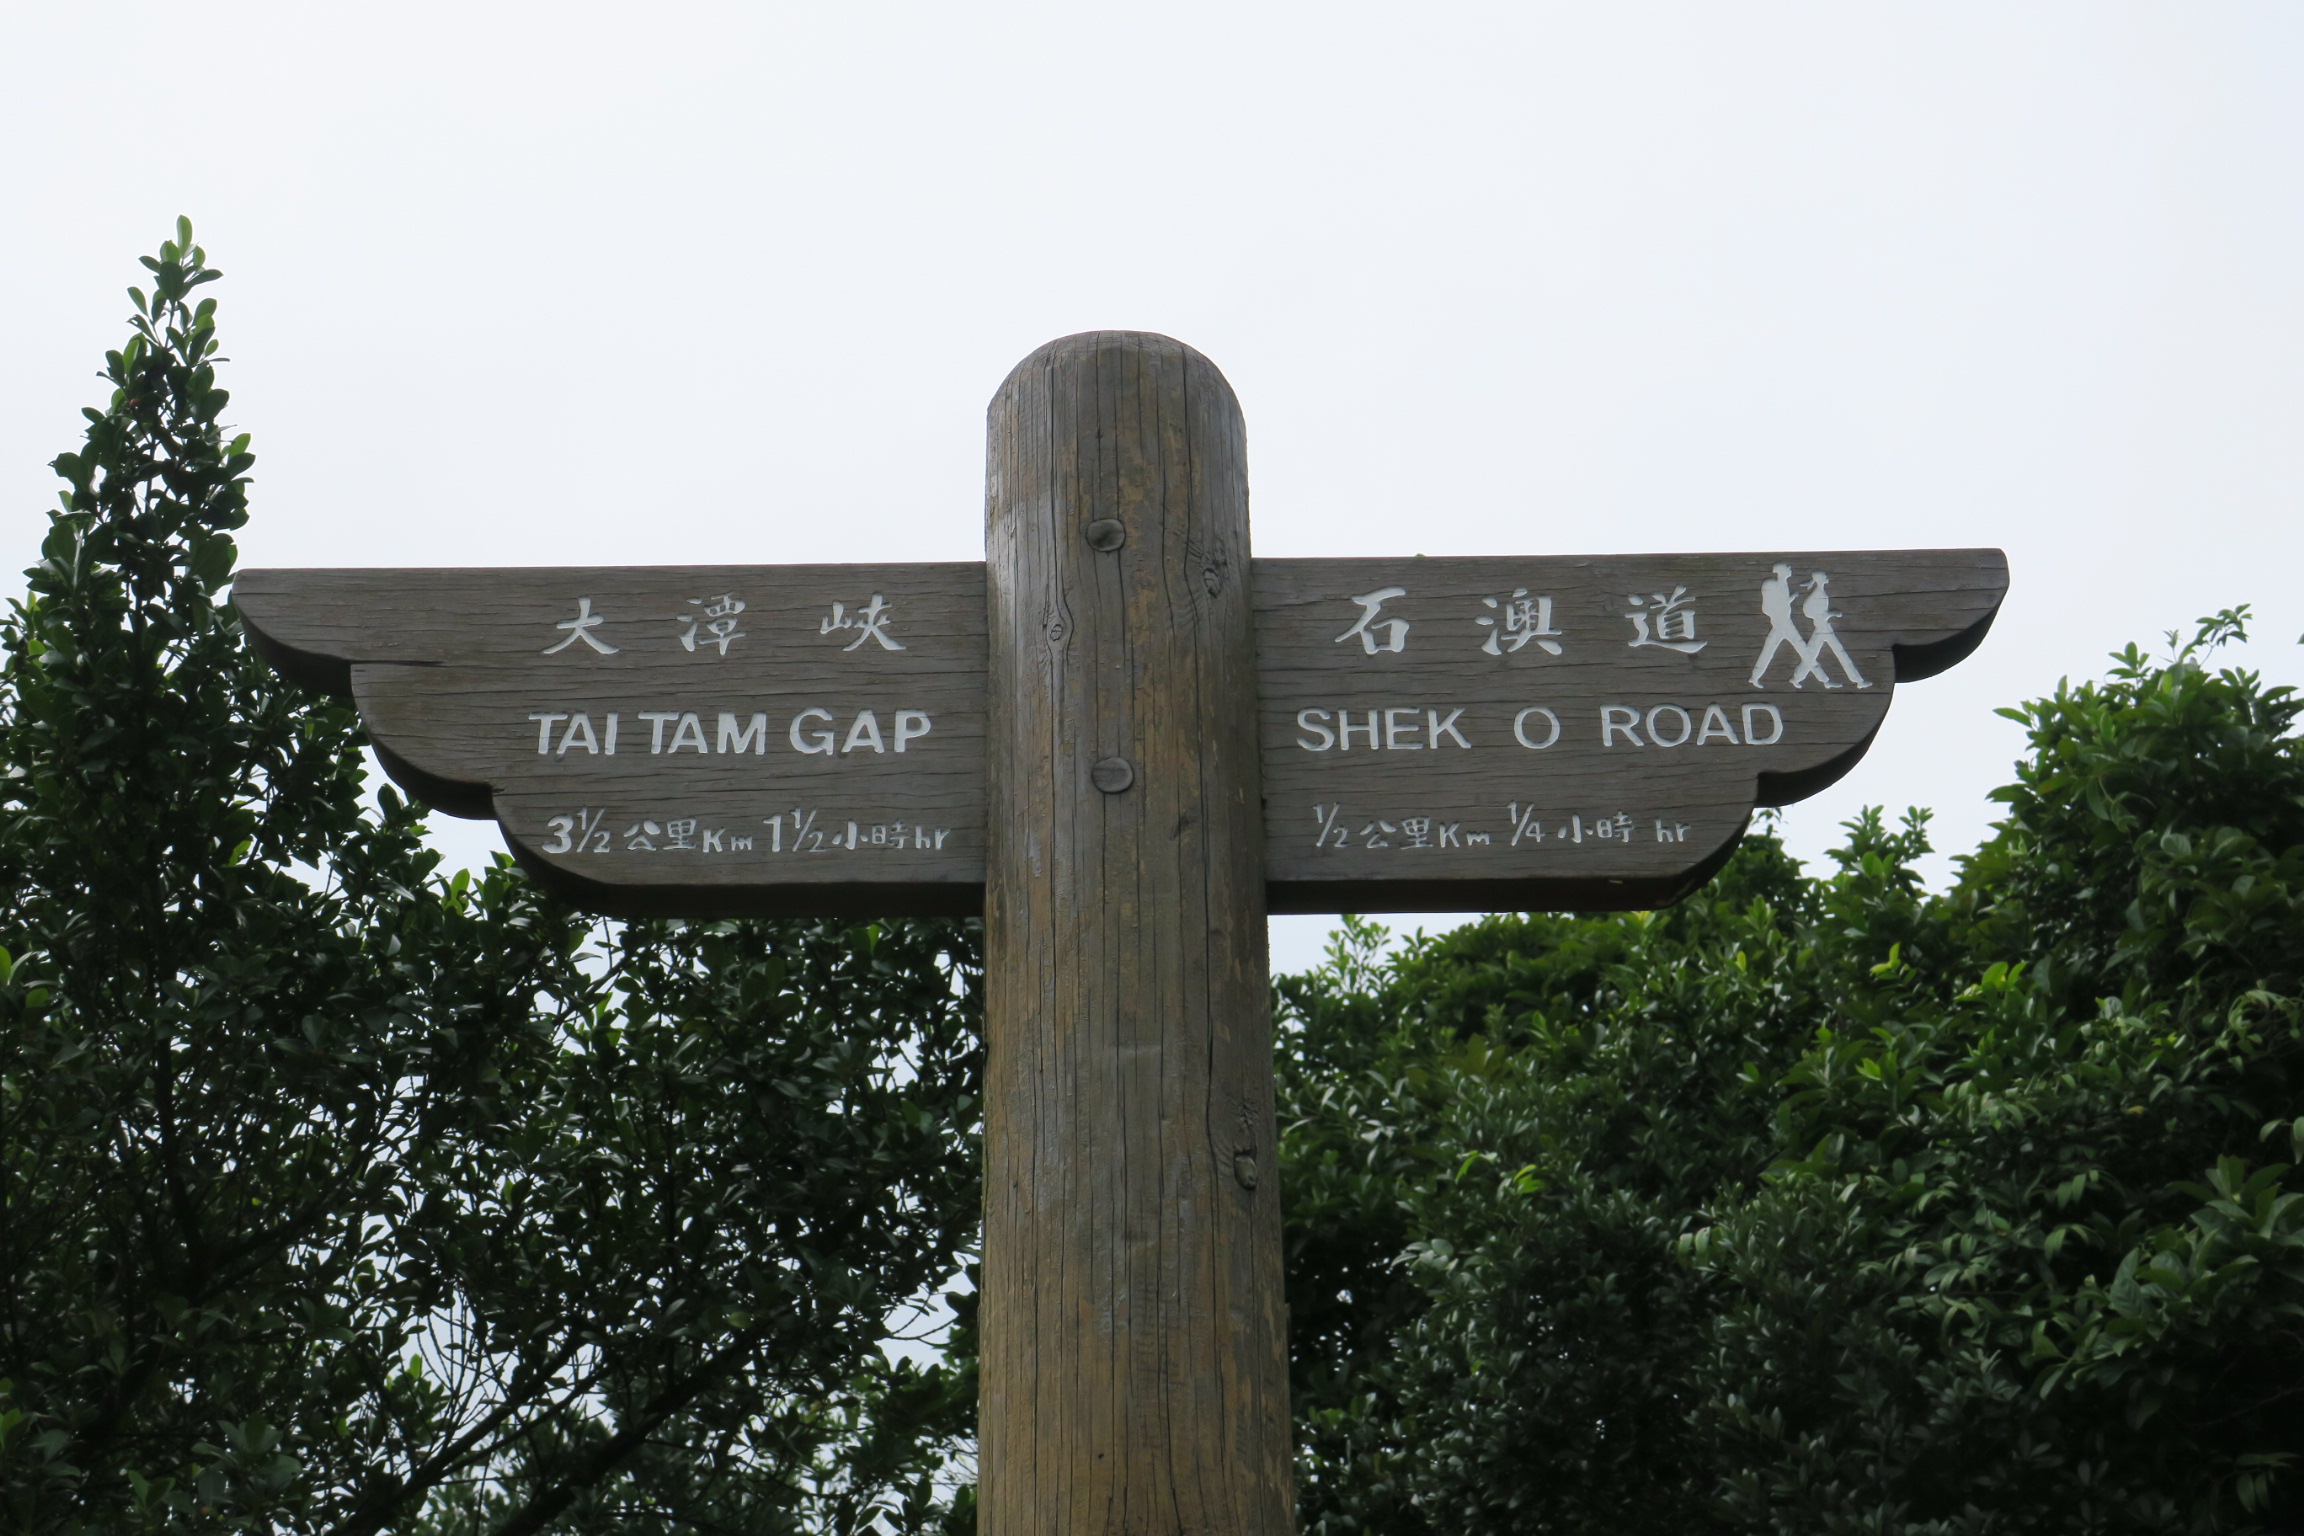 大潭峽
TAI TAM GAP
3½ 公里 Km 1½ 小時 hr
石澳道
SHEK O ROAD
½ 公里 Km ¼ 小時 hr